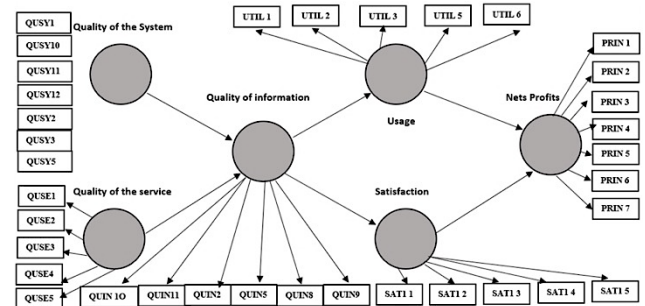 UTIL 1
UTIL 2
UTIL 3
UTIL 5
UTIL 6
QUSY1
QUSY10
QUSY11
QUSY12
QUSY2
QUSY3
QUSY5
Quality of the System
Quality of information
Usage
Nets Profits
PRIN 1
PRIN 2
PRIN 3
PRIN 4
PRIN 5
PRIN 6
PRIN 7
Quality of the service
Satisfaction
QUSE1
QUSE2
QUSE3
QUSE4
QUSE5
QUIN 1O
QUIN11
QUIN2
QUIN5
QUIN8
QUIN9
SAT1 1
SAT1 2
SAT1 3
SAT1 4
SAT1 5